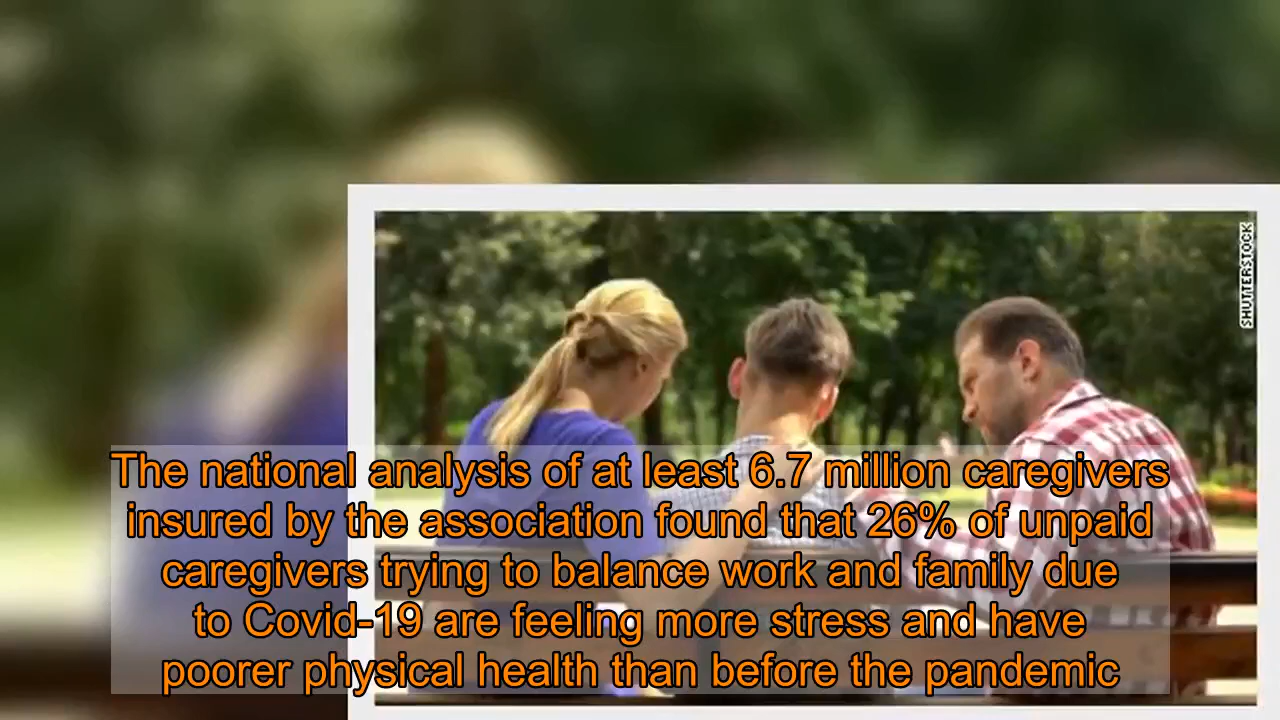 SHUTTERSTOCK
The national analysis of at least 6.7 million caregivers
insured by the association found that 26% of unpaid
caregivers trying to balance work and family due
to Covid-19 are feeling more stress and have
poorer physical health than before the pandemic